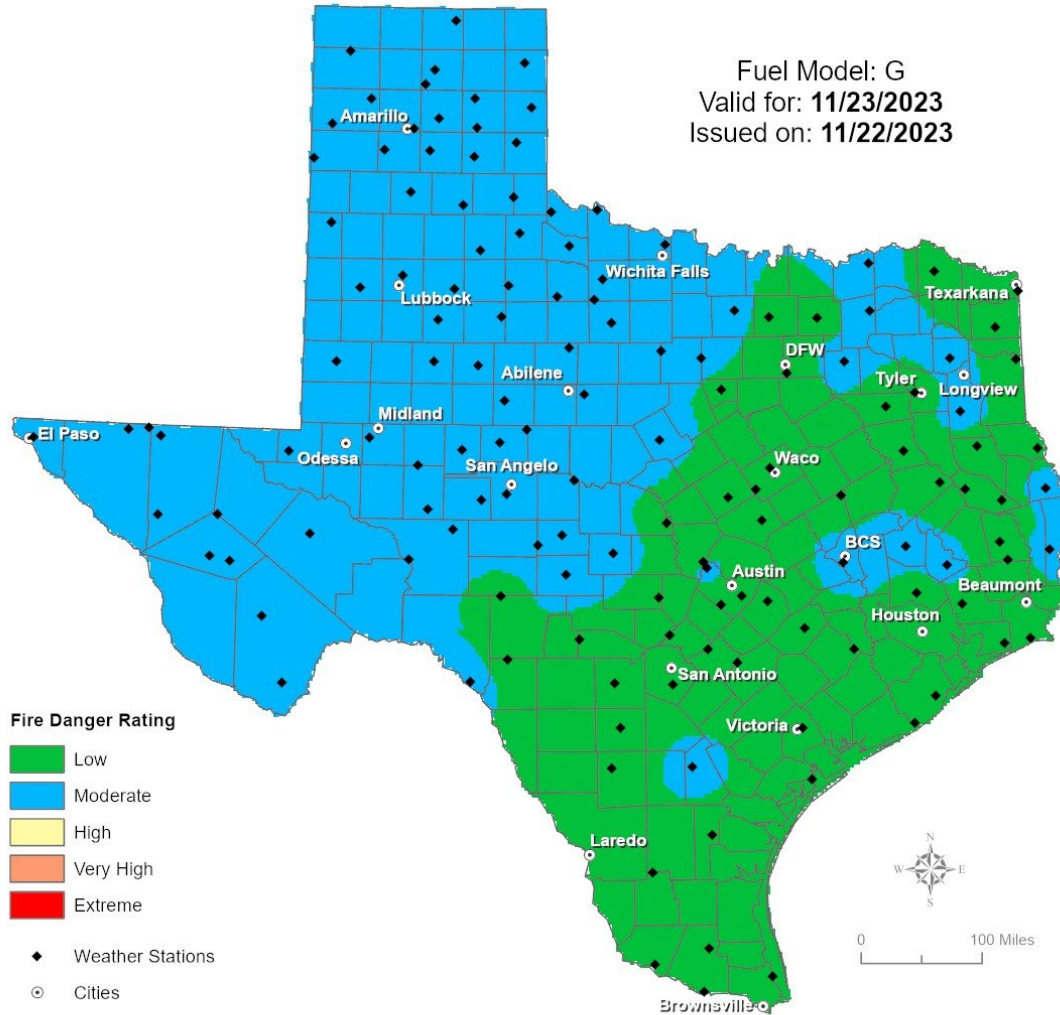 Fuel Model: G
Valid for: 11/23/2023
Issued on: 11/22/2023
Amarillo
Wichita Falls
Lubbock
Texarkana
DFW
Abilene
Tyler
Longview
Midland
El Paso
Odessa
San Angelo
Waco
BCS
Austin
Beaumont
Houston
San Antonio
Victoria
Laredo
Brownsville
Fire Danger Rating
Low
Moderate
High
Very High
Extreme
Weather Stations
Cities
N
W E
S
0 100 Miles